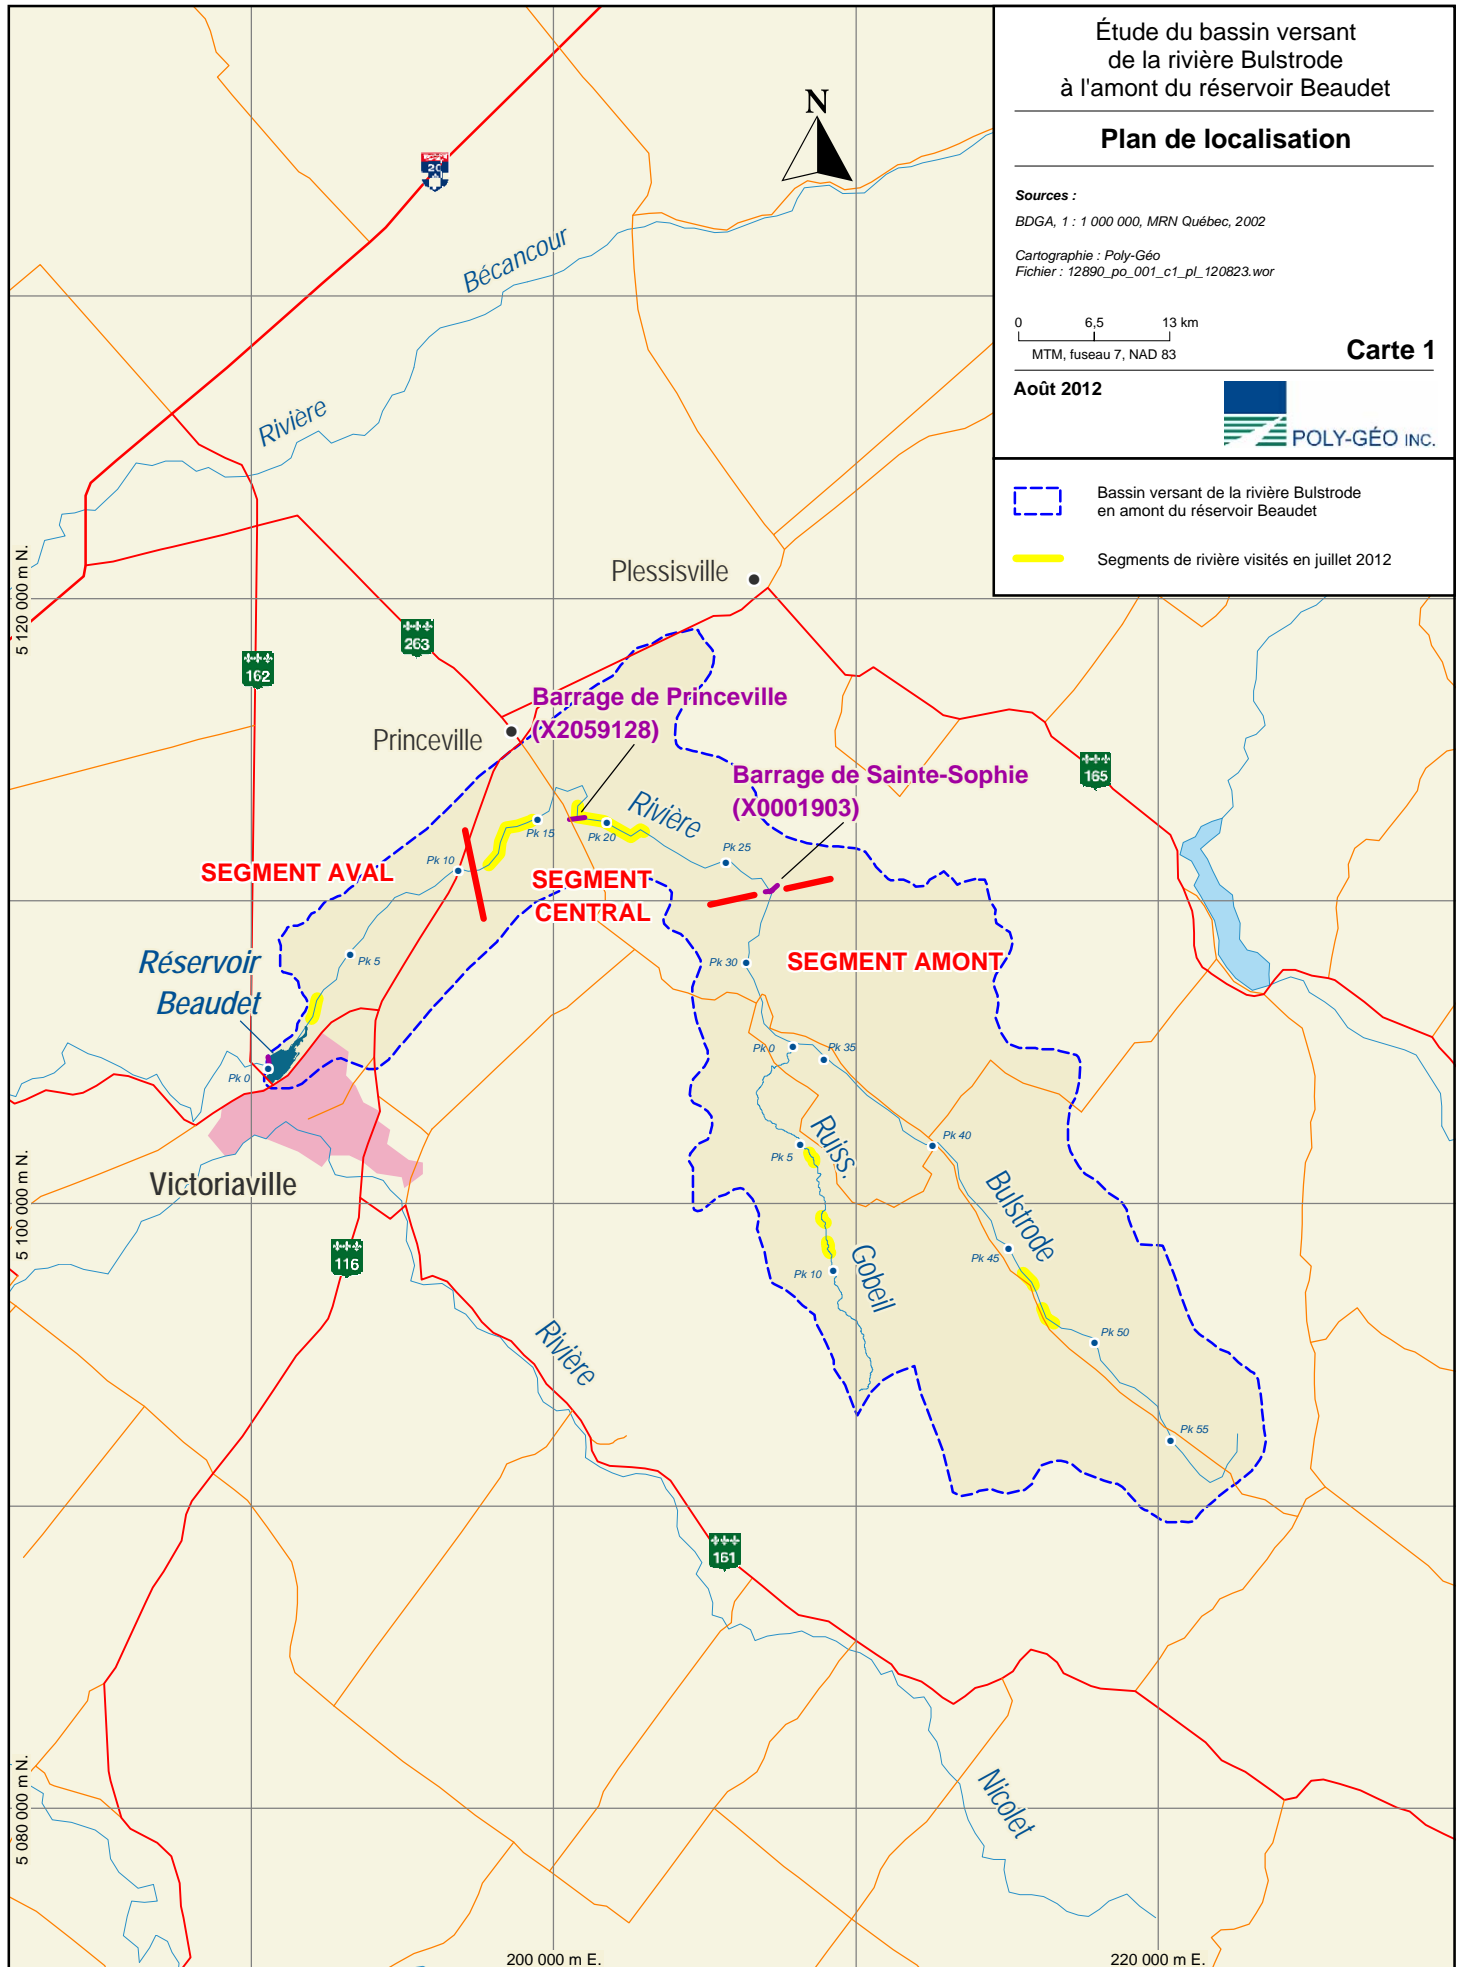 Étude du bassin versant
de la rivière Bulstrode
à l'amont du réservoir Beaudet
Plan de localisation
Sources :
BDGA, 1 : 1 000 000, MRN Québec, 2002
Cartographie : Poly-Géo
Fichier : 12890_po_001_c1_pl_120823.wor
0 6,5 13 km
MTM, fuseau 7, NAD 83
Carte 1
Août 2012
POLY-GÉO INC.
Bassin versant de la rivière Bulstrode
en amont du réservoir Beaudet
Segments de rivière visités en juillet 2012
N
20
Bécancour
Rivière
5 120 000 m N.
Plessisville
263
162
Barrage de Princeville
(X2059128)
Princeville
Barrage de Sainte-Sophie
(X0001903)
165
Rivière
Pk 15
Pk 20
Pk 25
Pk 10
SEGMENT AVAL
SEGMENT
CENTRAL
Pk 5
Réservoir
Beaudet
Pk 30
SEGMENT AMONT
Pk 0
Pk 0
Pk 35
Pk 40
Ruiss.
Pk 5
Victoriaville
5 100 000 m N.
Bulstrode
116
Pk 45
Gobeil
Pk 10
Rivière
Pk 50
Pk 55
161
Nicolet
5 080 000 m N.
200 000 m E.
220 000 m E.